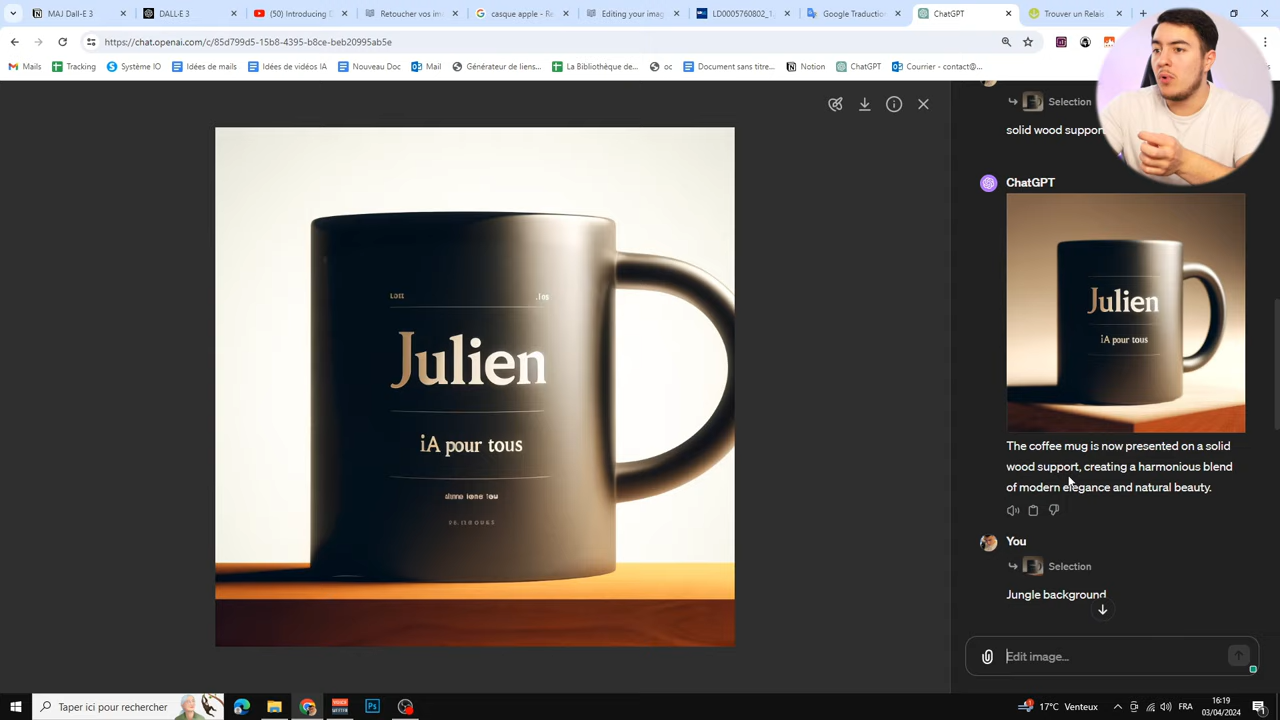 MAJ Dall-E 3
DALL·E 3
(50) Introducing D
Retoucher vos im
casque apple - Re
Editing your imag
LD0005760802_1,
Google Traduction
ChatGPT
Trouver un Relais
https://chat.openai.com/c/85d799d5-15b8-4395-b8ce-beb20995ab5e
Mails
Tracking
Système IO
Idées de mails
Idées de vidéos IA
Nouveau Doc
Mail
Générateur de liens...
La Bibliothèque de...
oc
Document sans titre...
Notion
ChatGPT
Courrier - contact@...
Selection
solid wood support
ChatGPT
Julien
iA pour tous
The coffee mug is now presented on a solid
wood support, creating a harmonious blend
of modern elegance and natural beauty.
You
Selection
Jungle background
Edit image...
Julien
iA pour tous
Taper ici pour rechercher
Ps
17°C Venteux
FRA
16:19
03/04/2024